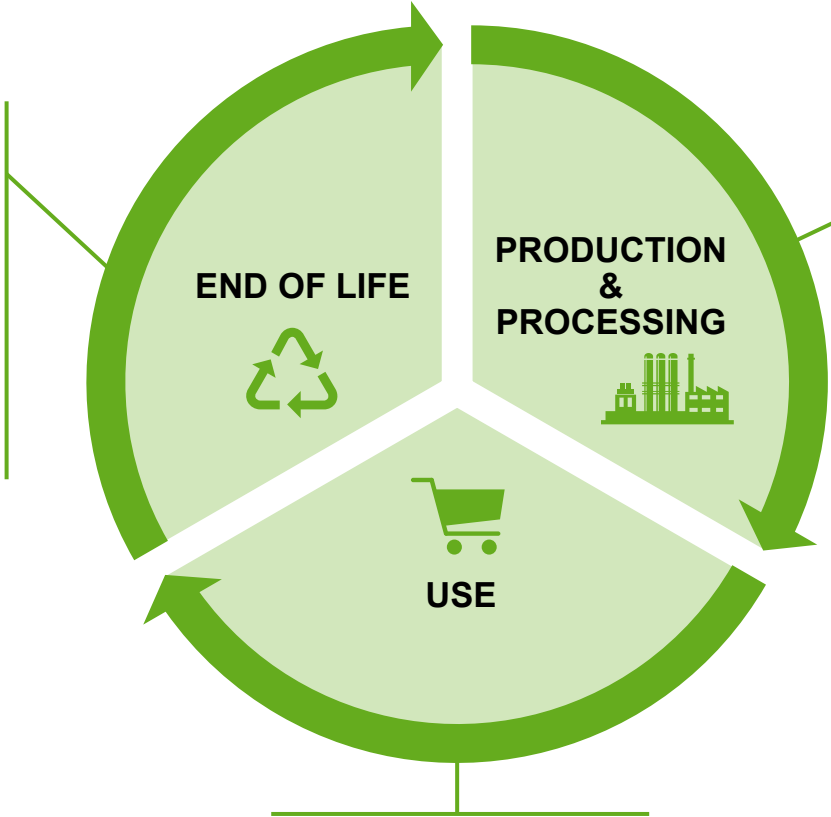 END OF LIFE
PRODUCTION
&
PROCESSING
USE